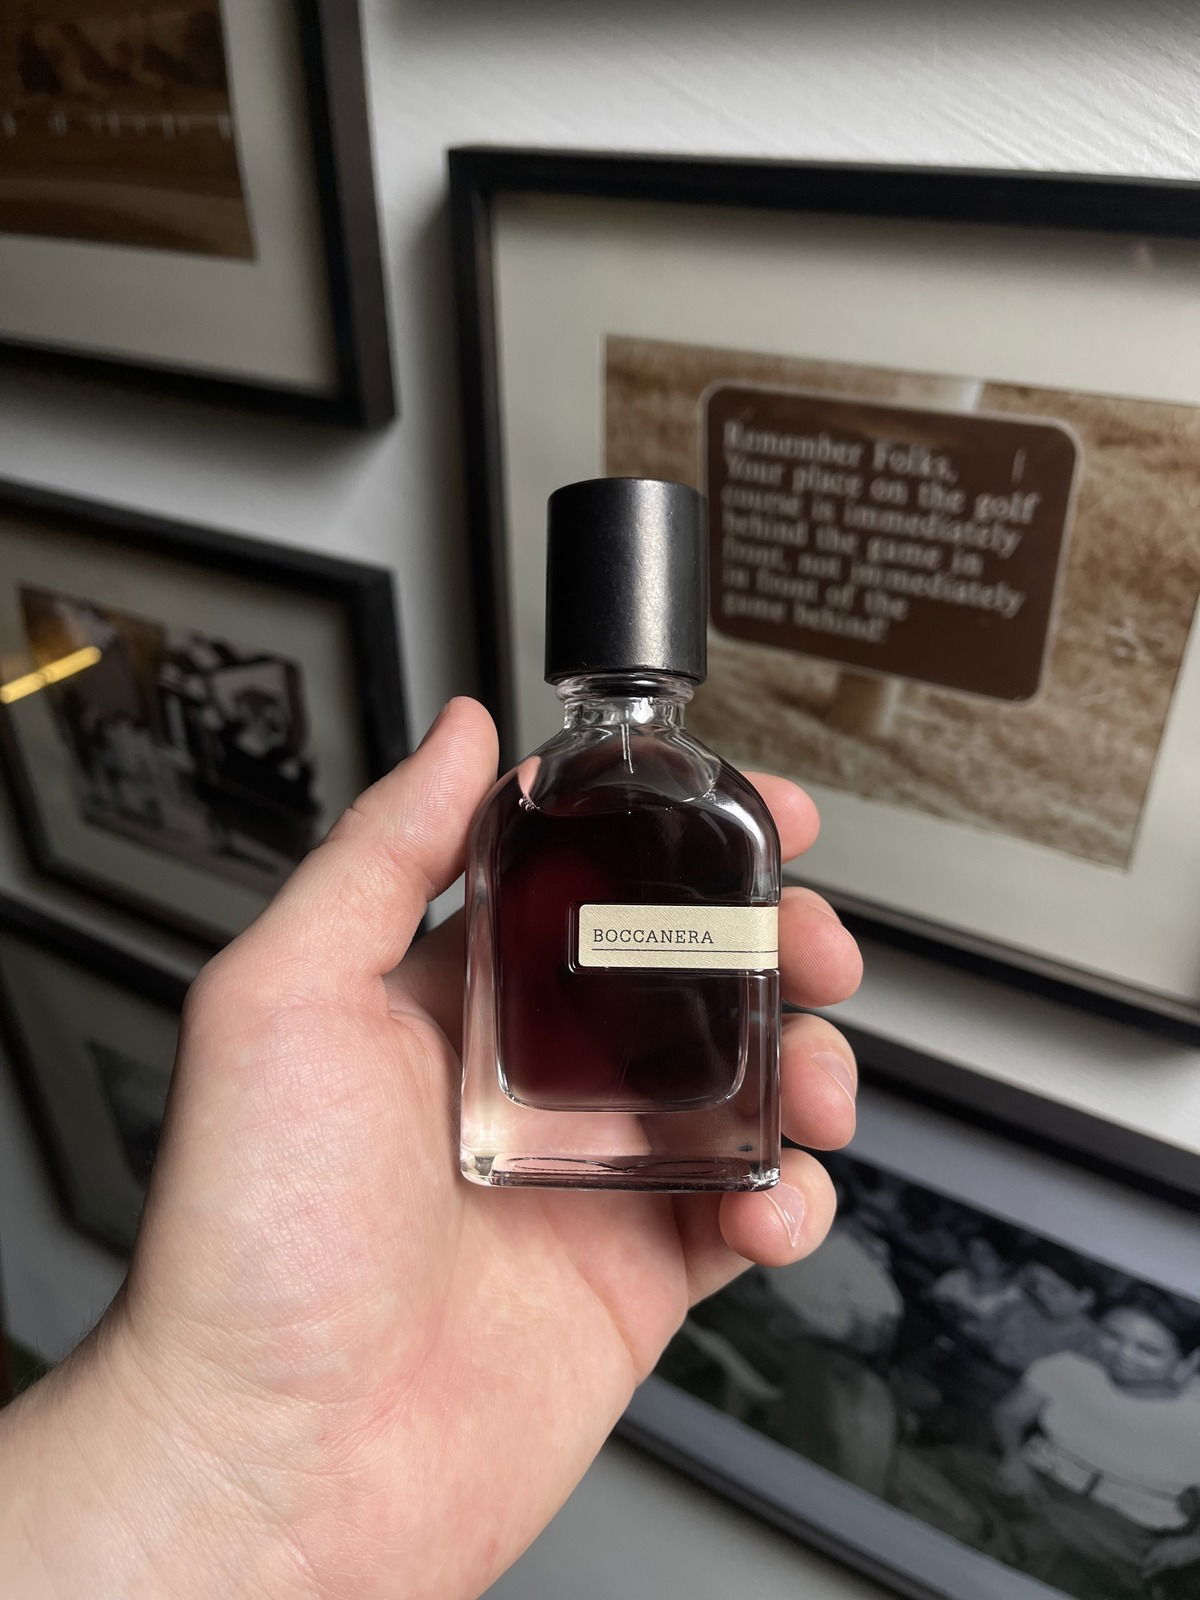 Remember Folks,
Your place on the golf
course is immediately
behind the game in
front, not immediately
in front of the
game behind!
BOCCANERA